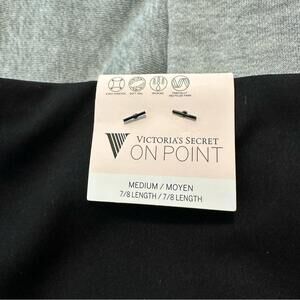 VICTORIA'S SECRET
ON POINT
MEDIUM / MOYEN
7/8 LENGTH / 7/8 LENGTH